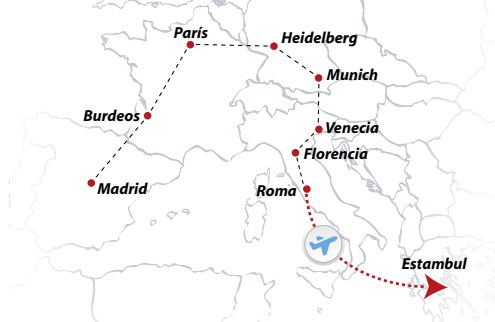 París
Heidelberg
Munich
Burdeos
Venecia
Florencia
Madrid
Roma
Estambul